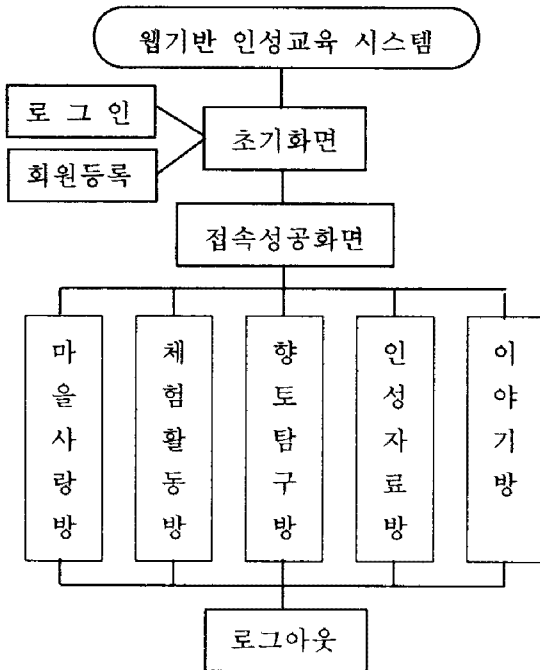 웹기반 인성교육 시스템
로 그 인
초기화면
회원등록
접속성공화면
마을사랑방
체험활동방
향토탐구방
인성자료방
이야기방
로그아웃